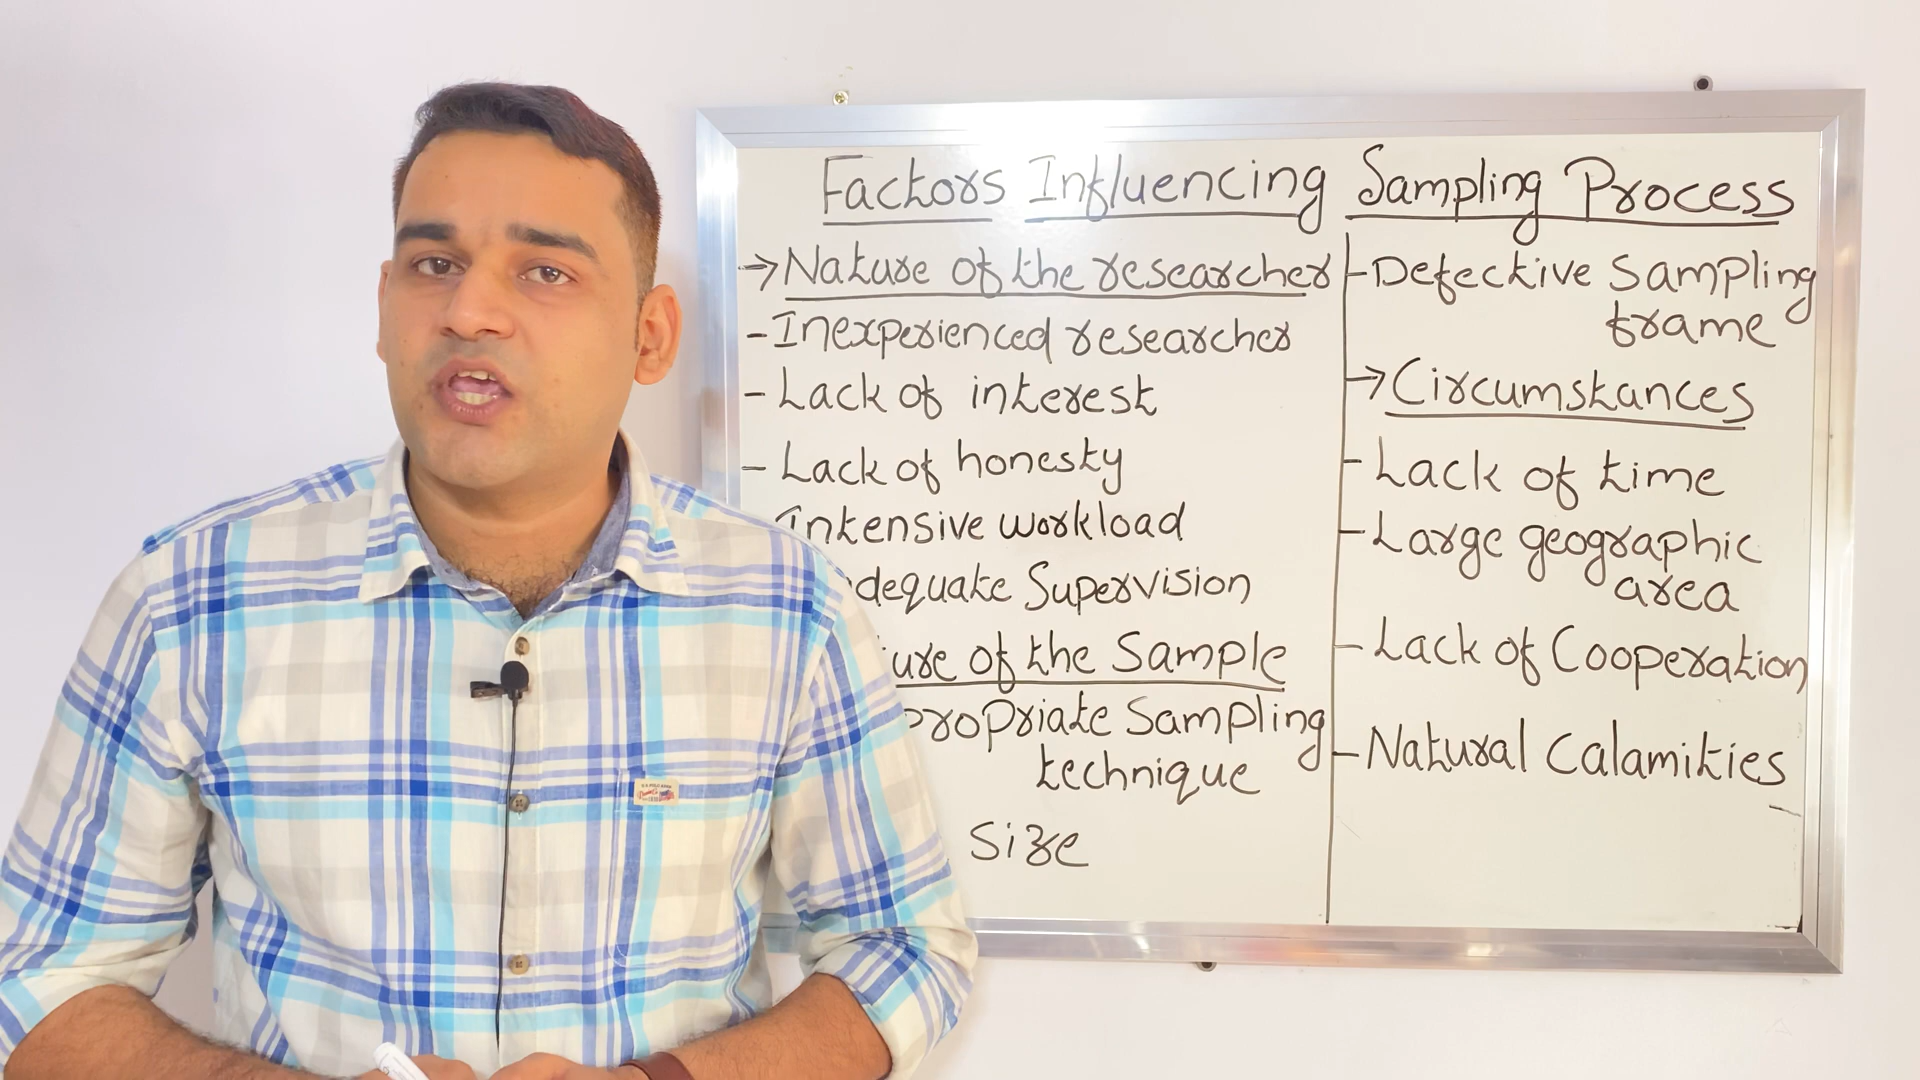 Factors Influencing Sampling Process
→ Nature of the researcher
- Inexperienced researcher
- Lack of interest
- Lack of honesty
Intensive workload
dequate Supervision
ure of the Sample
propriate Sampling
technique
Size
- Defective Sampling
frame
→ Circumstances
- Lack of time
- Large geographic
area
- Lack of Cooperation
- Natural Calamities